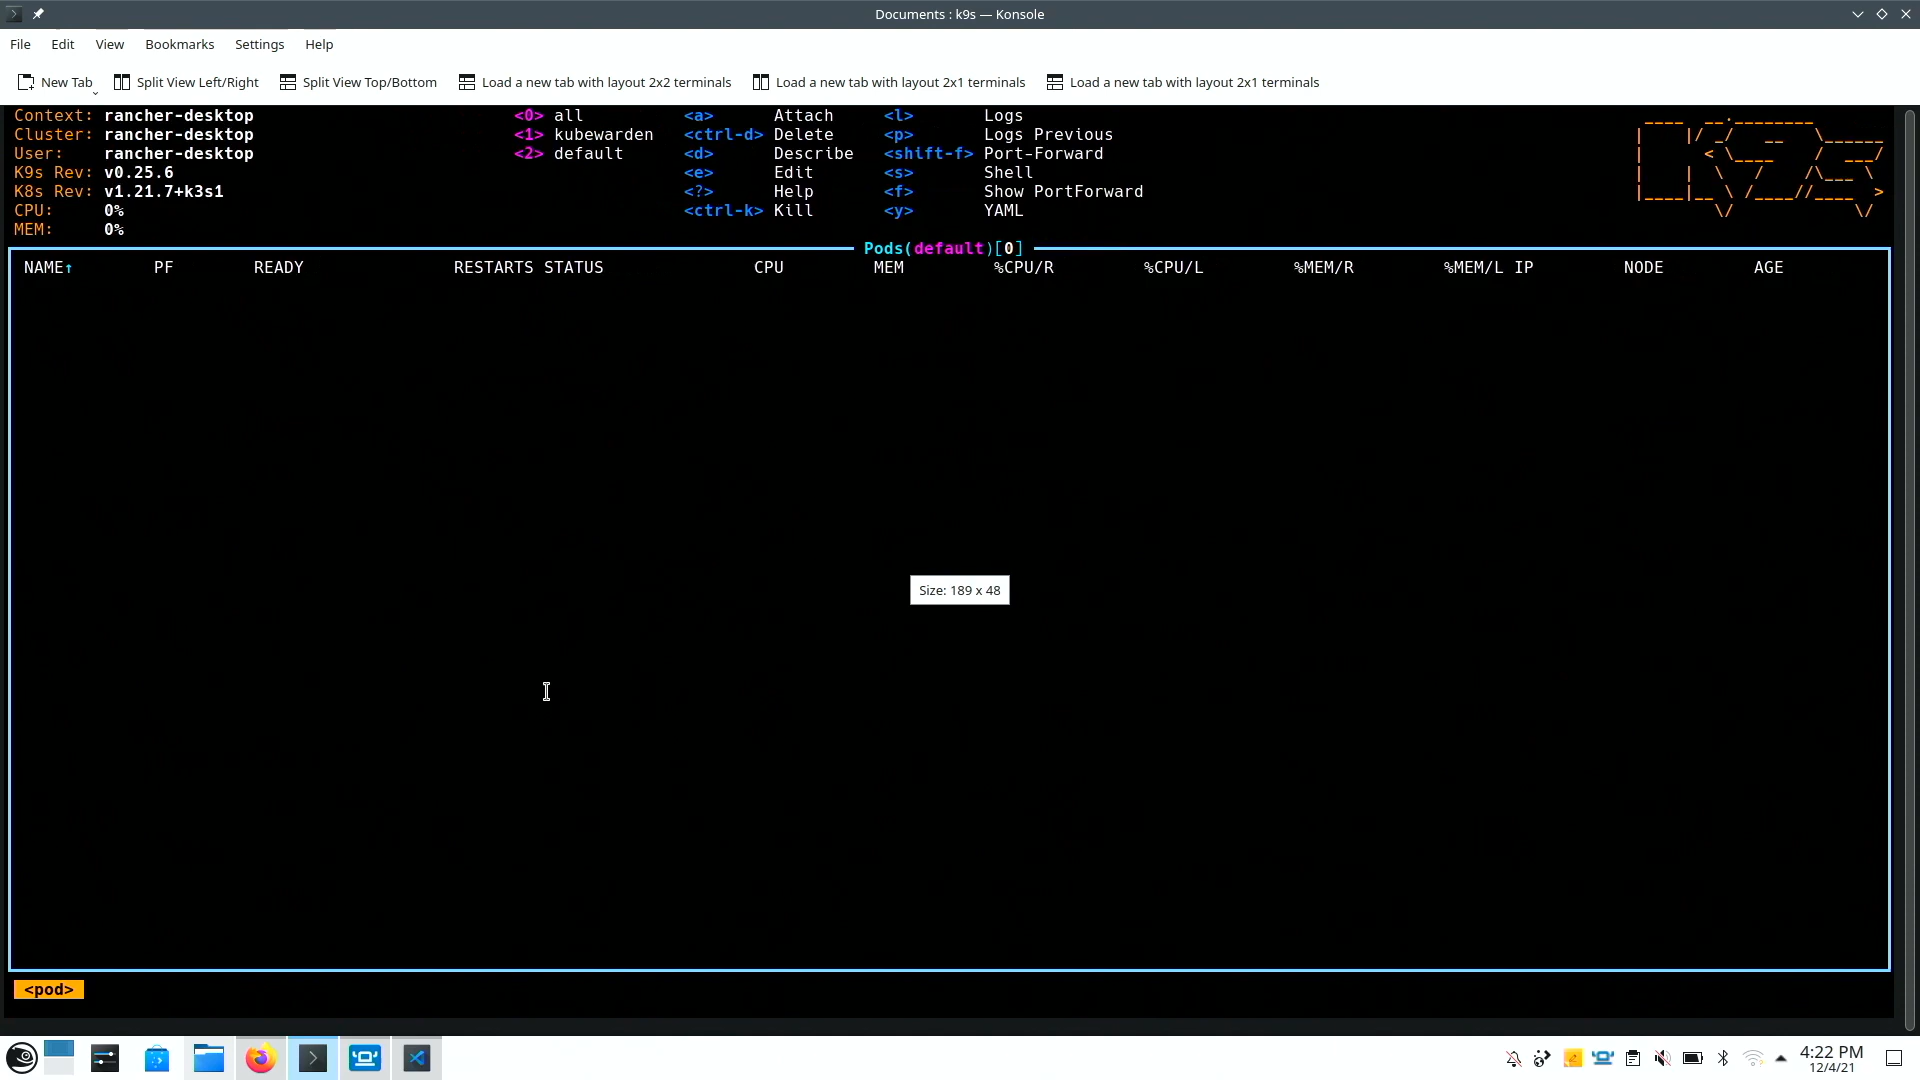 Documents : k9s — Konsole
File Edit View Bookmarks Settings Help
New Tab Split View Left/Right Split View Top/Bottom Load a new tab with layout 2x2 terminals Load a new tab with layout 2x1 terminals Load a new tab with layout 2x1 terminals
Context: rancher-desktop <0> all <a> Attach <l> Logs
Cluster: rancher-desktop <1> kubewarden <ctrl-d> Delete <p> Logs Previous
User: rancher-desktop <2> default <d> Describe <shift-f> Port-Forward
K9s Rev: v0.25.6 <e> Edit <s> Shell
K8s Rev: v1.21.7+k3s1 <?> Help <f> Show PortForward
CPU: 0% <ctrl-k> Kill <y> YAML
MEM: 0%
Pods(default)[0]
NAME↑ PF READY RESTARTS STATUS CPU MEM %CPU/R %CPU/L %MEM/R %MEM/L IP NODE AGE
Size: 189 x 48
<pod>
4:22 PM
12/4/21